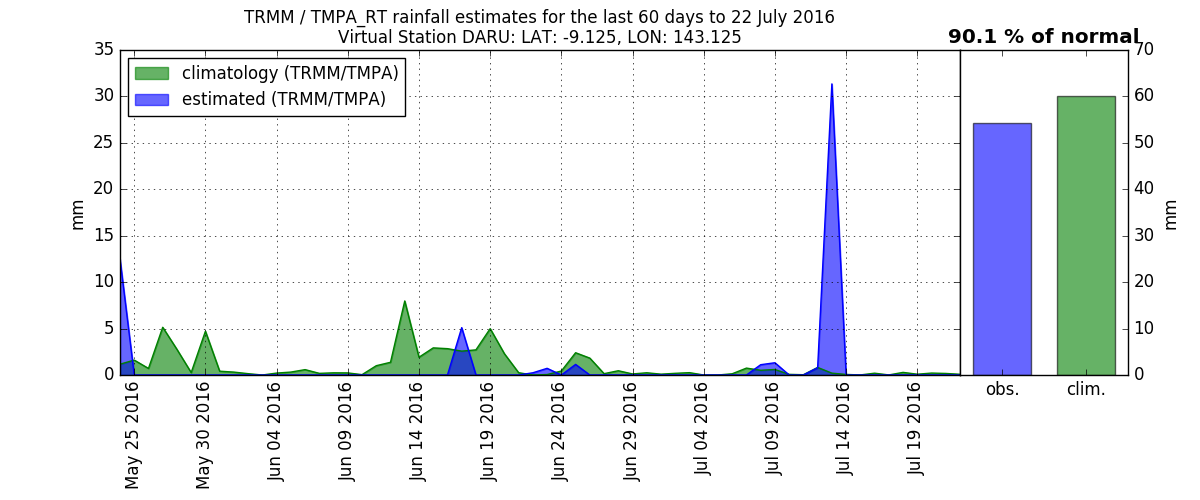 TRMM / TMPA_RT rainfall estimates for the last 60 days to 22 July 2016
Virtual Station DARU: LAT: -9.125, LON: 143.125
90.1 % of normal
climatology (TRMM/TMPA)
estimated (TRMM/TMPA)
35
30
25
20
15
10
5
0
mm
May 25 2016
May 30 2016
Jun 04 2016
Jun 09 2016
Jun 14 2016
Jun 19 2016
Jun 24 2016
Jun 29 2016
Jul 04 2016
Jul 09 2016
Jul 14 2016
Jul 19 2016
obs.
clim.
70
60
50
40
30
20
10
0
mm